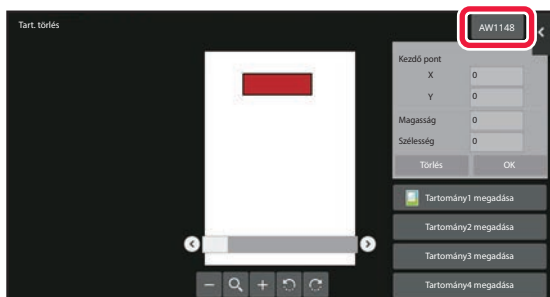 Tart. törlés
AW1148
Kezdő pont
X 0
Y 0
Magasság 0
Szélesség 0
Törlés OK
Tartomány1 megadása
Tartomány2 megadása
Tartomány3 megadása
Tartomány4 megadása